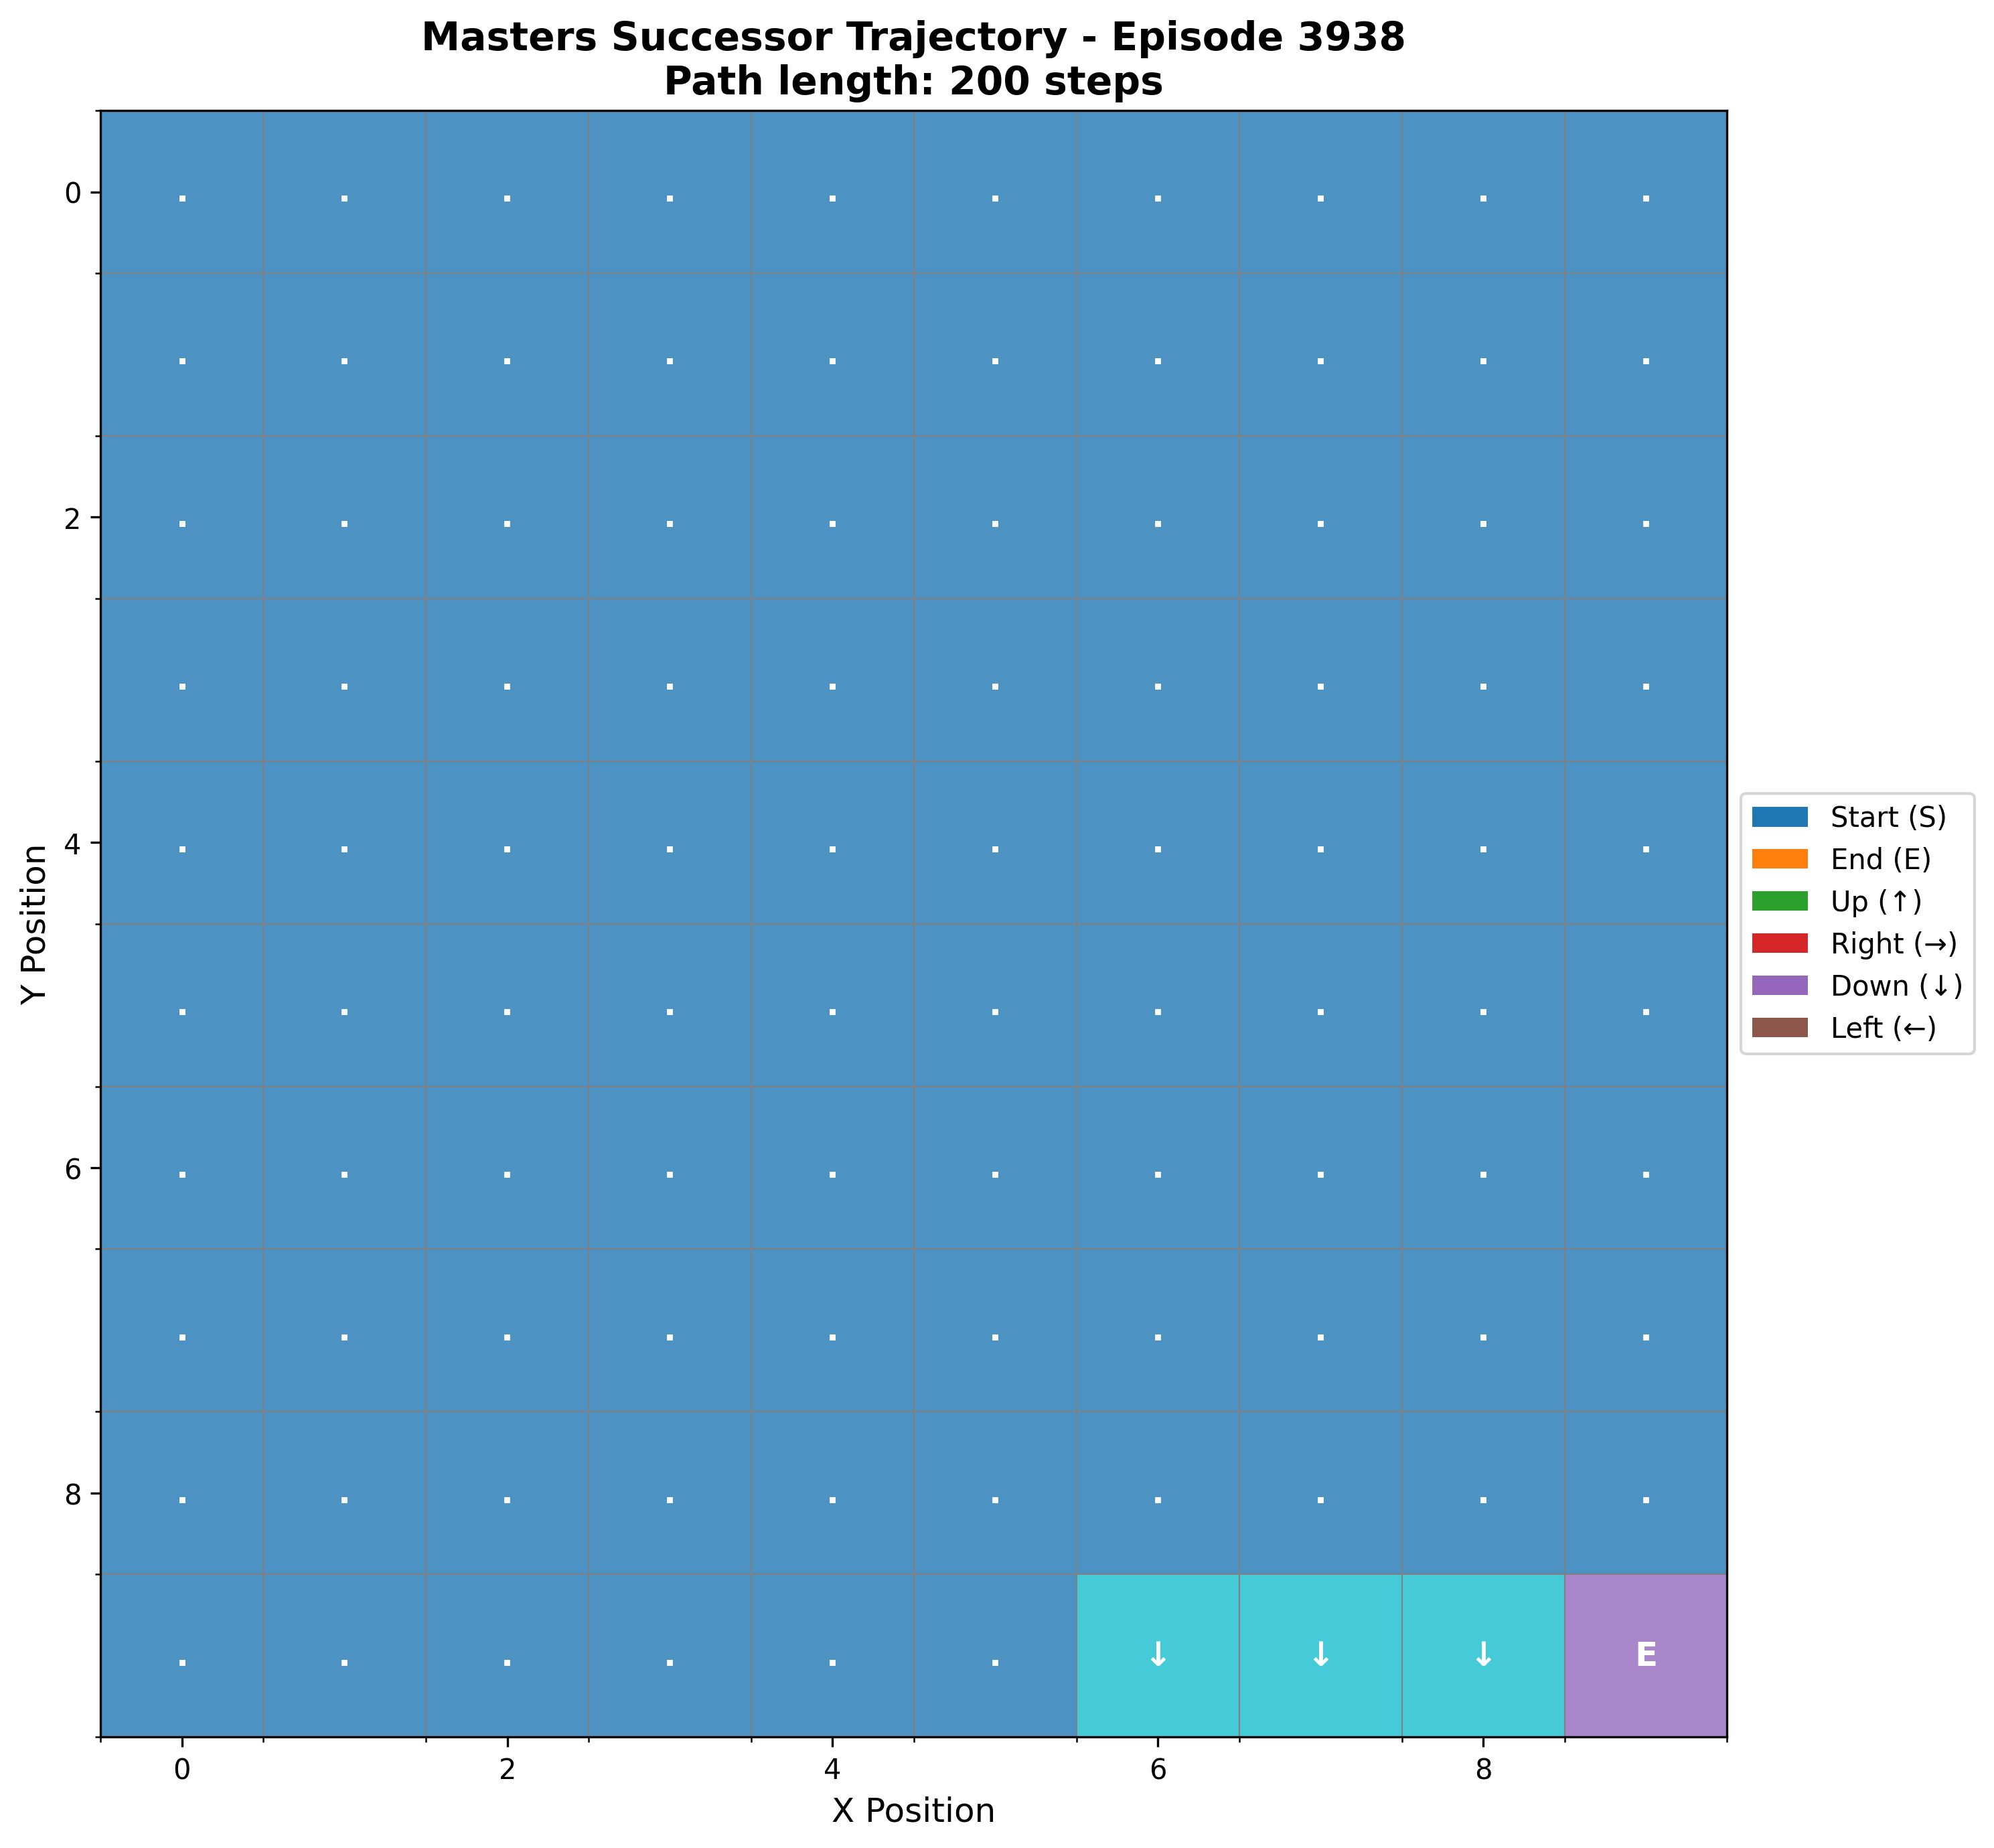 Masters Successor Trajectory - Episode 3938
Path length: 200 steps
0
2
4
6
8
Y Position
↓ ↓ ↓ E
0 2 4 6 8
X Position
Start (S)
End (E)
Up (↑)
Right (→)
Down (↓)
Left (←)